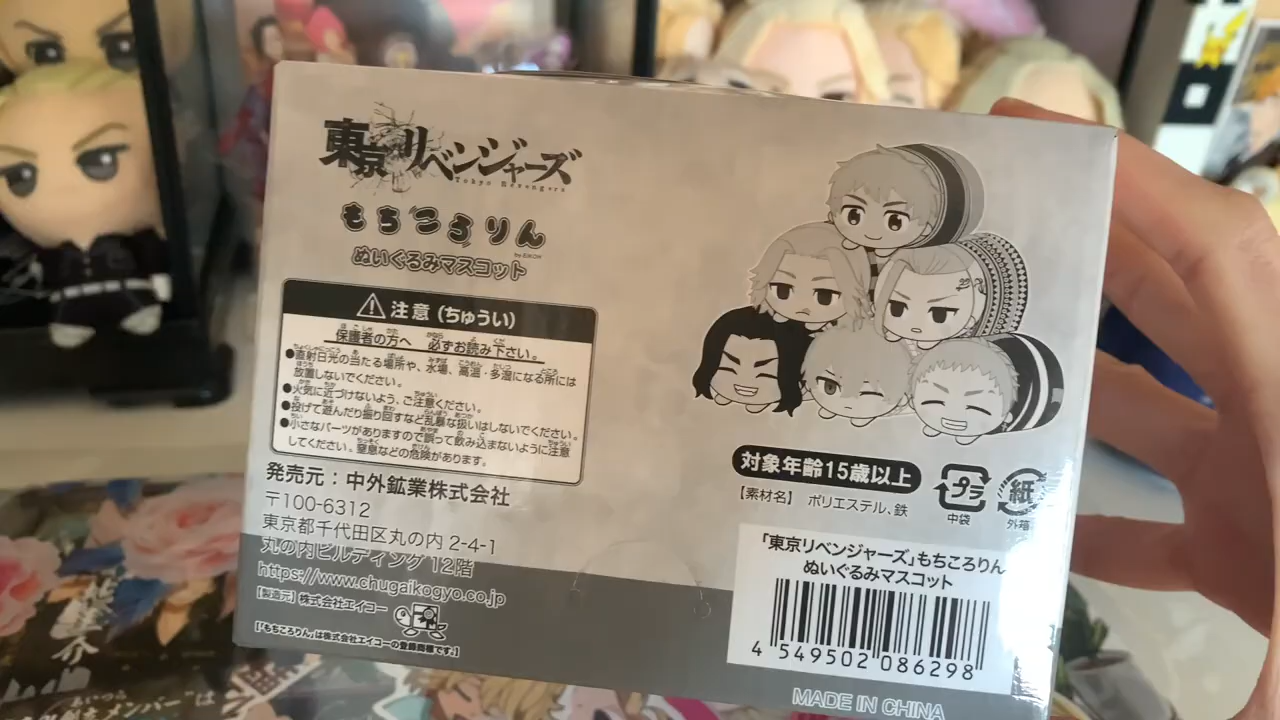 東京リベンジャーズ
Tokyo Revengers
もちころりん
by EIKOH
ぬいぐるみマスコット
注意(ちゅうい)
保護者の方へ 必ずお読み下さい。
●直射日光の当たる場所や、水場、高温・多湿になる所には
放置しないでください。
●火気に近づけないよう、ご注意ください。
●投げて遊んだり振り回すなど乱暴な扱いはしないでください。
●小さなパーツがありますので誤って飲み込まないように注意
してください。窒息などの危険があります。
発売元:中外鉱業株式会社
〒100-6312
東京都千代田区丸の内2-4-1
丸の内ビルディング 12階
https://www.chugaikogyo.co.jp
【製造元】株式会社エイコー
【「もちころりん」は株式会社エイコーの登録商標です。】
対象年齢15歳以上
【素材名】 ポリエステル、鉄
プラ
中袋
紙
外箱
「東京リベンジャーズ」もちころりん
ぬいぐるみマスコット
4 549502 086298
MADE IN CHINA
メンバー"は